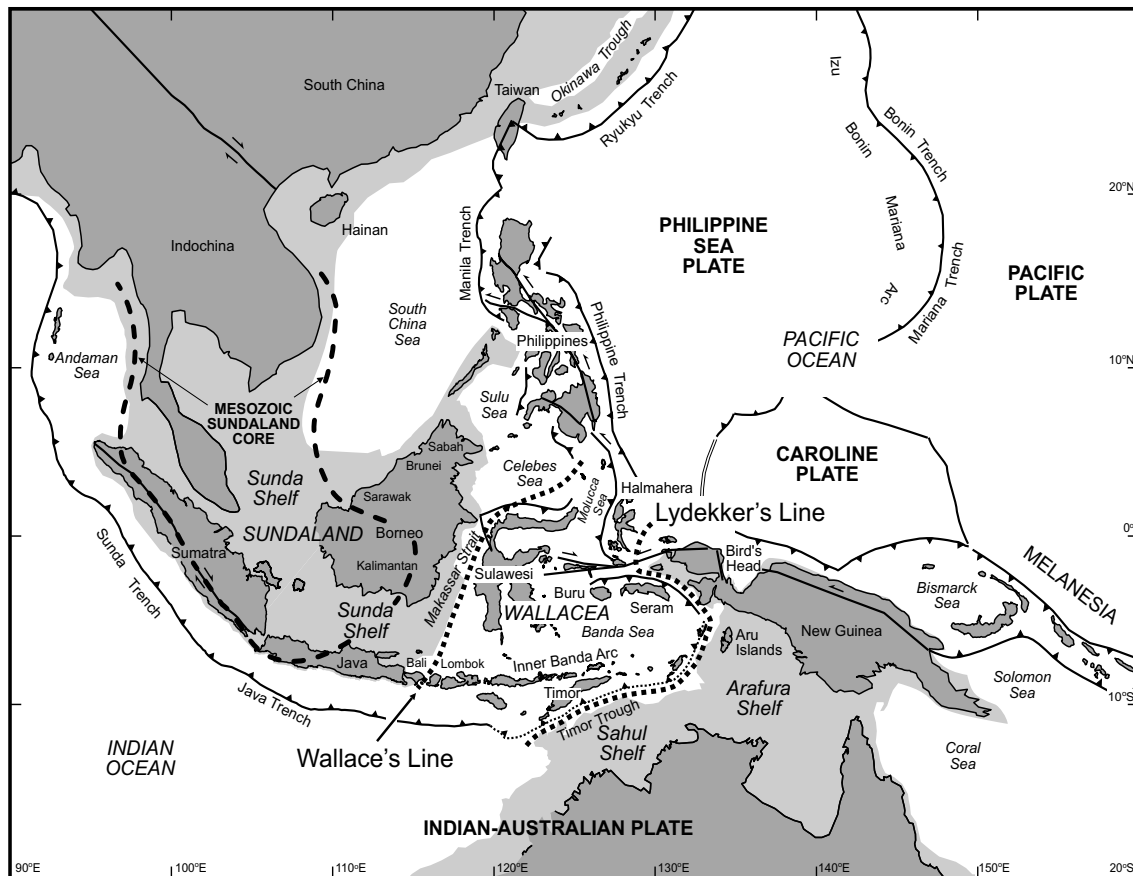 South China
Taiwan
Okinawa Trough
Ryukyu Trench
Izu
Bonin
Bonin Trench
Mariana
Arc
Mariana Trench
20°N
Hainan
Indochina
Manila Trench
PHILIPPINE
SEA
PLATE
PACIFIC
PLATE
South
China
Sea
Andaman
Sea
Philippines
Philippine Trench
PACIFIC
OCEAN
10°N
MESOZOIC
SUNDALAND
CORE
Sulu
Sea
Sabah
Brunei
Celebes
Sea
CAROLINE
PLATE
Sunda
Shelf
Sarawak
Molucca
Sea
Halmahera
Lydekker's Line
SUNDALAND
Borneo
0°
Sumatra
Kalimantan
Makassar Strait
Sulawesi
Bird's
Head
MELANESIA
Sunda Trench
Buru
Seram
Bismarck
Sea
Sunda
Shelf
WALLACEA
Banda Sea
Aru
Islands
New Guinea
Java
Bali
Lombok
Inner Banda Arc
Solomon
Sea
Java Trench
Timor
Timor Trough
Arafura
Shelf
10°S
Sahul
Shelf
INDIAN
OCEAN
Wallace's Line
Coral
Sea
INDIAN-AUSTRALIAN PLATE
90°E
100°E
110°E
120°E
130°E
140°E
150°E
20°S